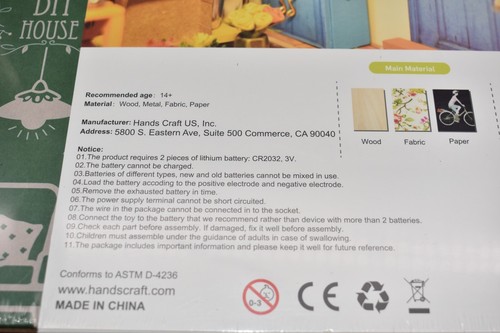 DIY
HOUSE
Main Material
Recommended age: 14+
Material: Wood, Metal, Fabric, Paper
Manufacturer: Hands Craft US, Inc.
Address: 5800 S. Eastern Ave, Suite 500 Commerce, CA 90040
Wood
Fabric
Paper
Notice:
01.The product requires 2 pieces of lithium battery: CR2032, 3V.
02.The battery cannot be charged.
03.Batteries of different types, new and old batteries cannot be mixed in use.
04.Load the battery accoding to the positive electrode and negative electrode.
05.Remove the exhausted battery in time.
06.The power supply terminal cannot be short circuited.
07.The wire in the package cannot be connected in to the socket.
08.Connect the toy to the battery that we recommend rather than device with more than 2 batteries.
09.Check each part before assembly. If damaged, fix it well before assembly.
10.Children must assemble under the guidance of adults in case of swallowing.
11.The package includes important information and please keep it well for future reference.
Conforms to ASTM D-4236
www.handscraft.com
MADE IN CHINA
0-3
CE